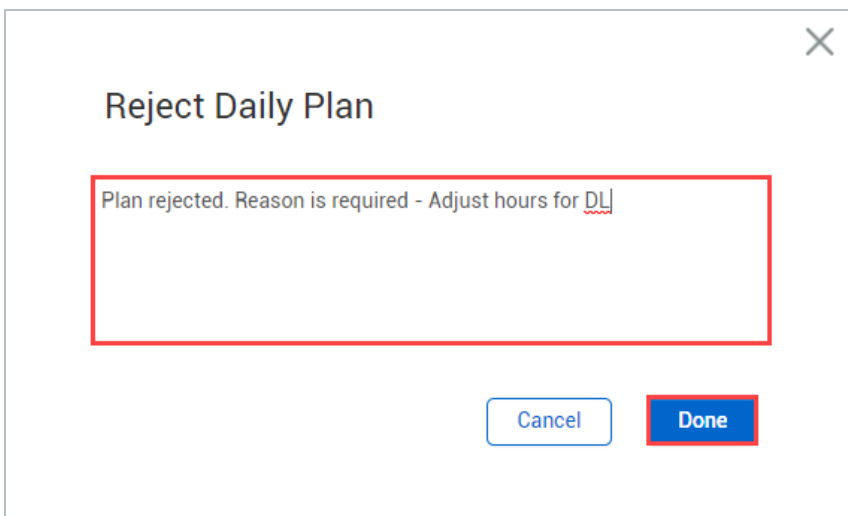 Reject Daily Plan
Plan rejected. Reason is required - Adjust hours for DL
Cancel
Done